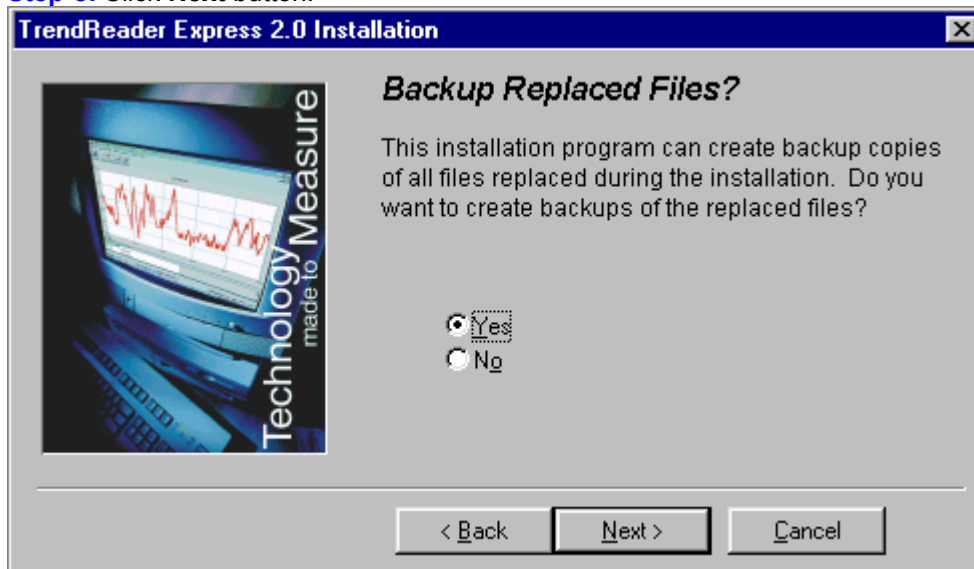 TrendReader Express 2.0 Installation
Technology
made to Measure
Backup Replaced Files?
This installation program can create backup copies
of all files replaced during the installation. Do you
want to create backups of the replaced files?
Yes
No
< Back
Next >
Cancel